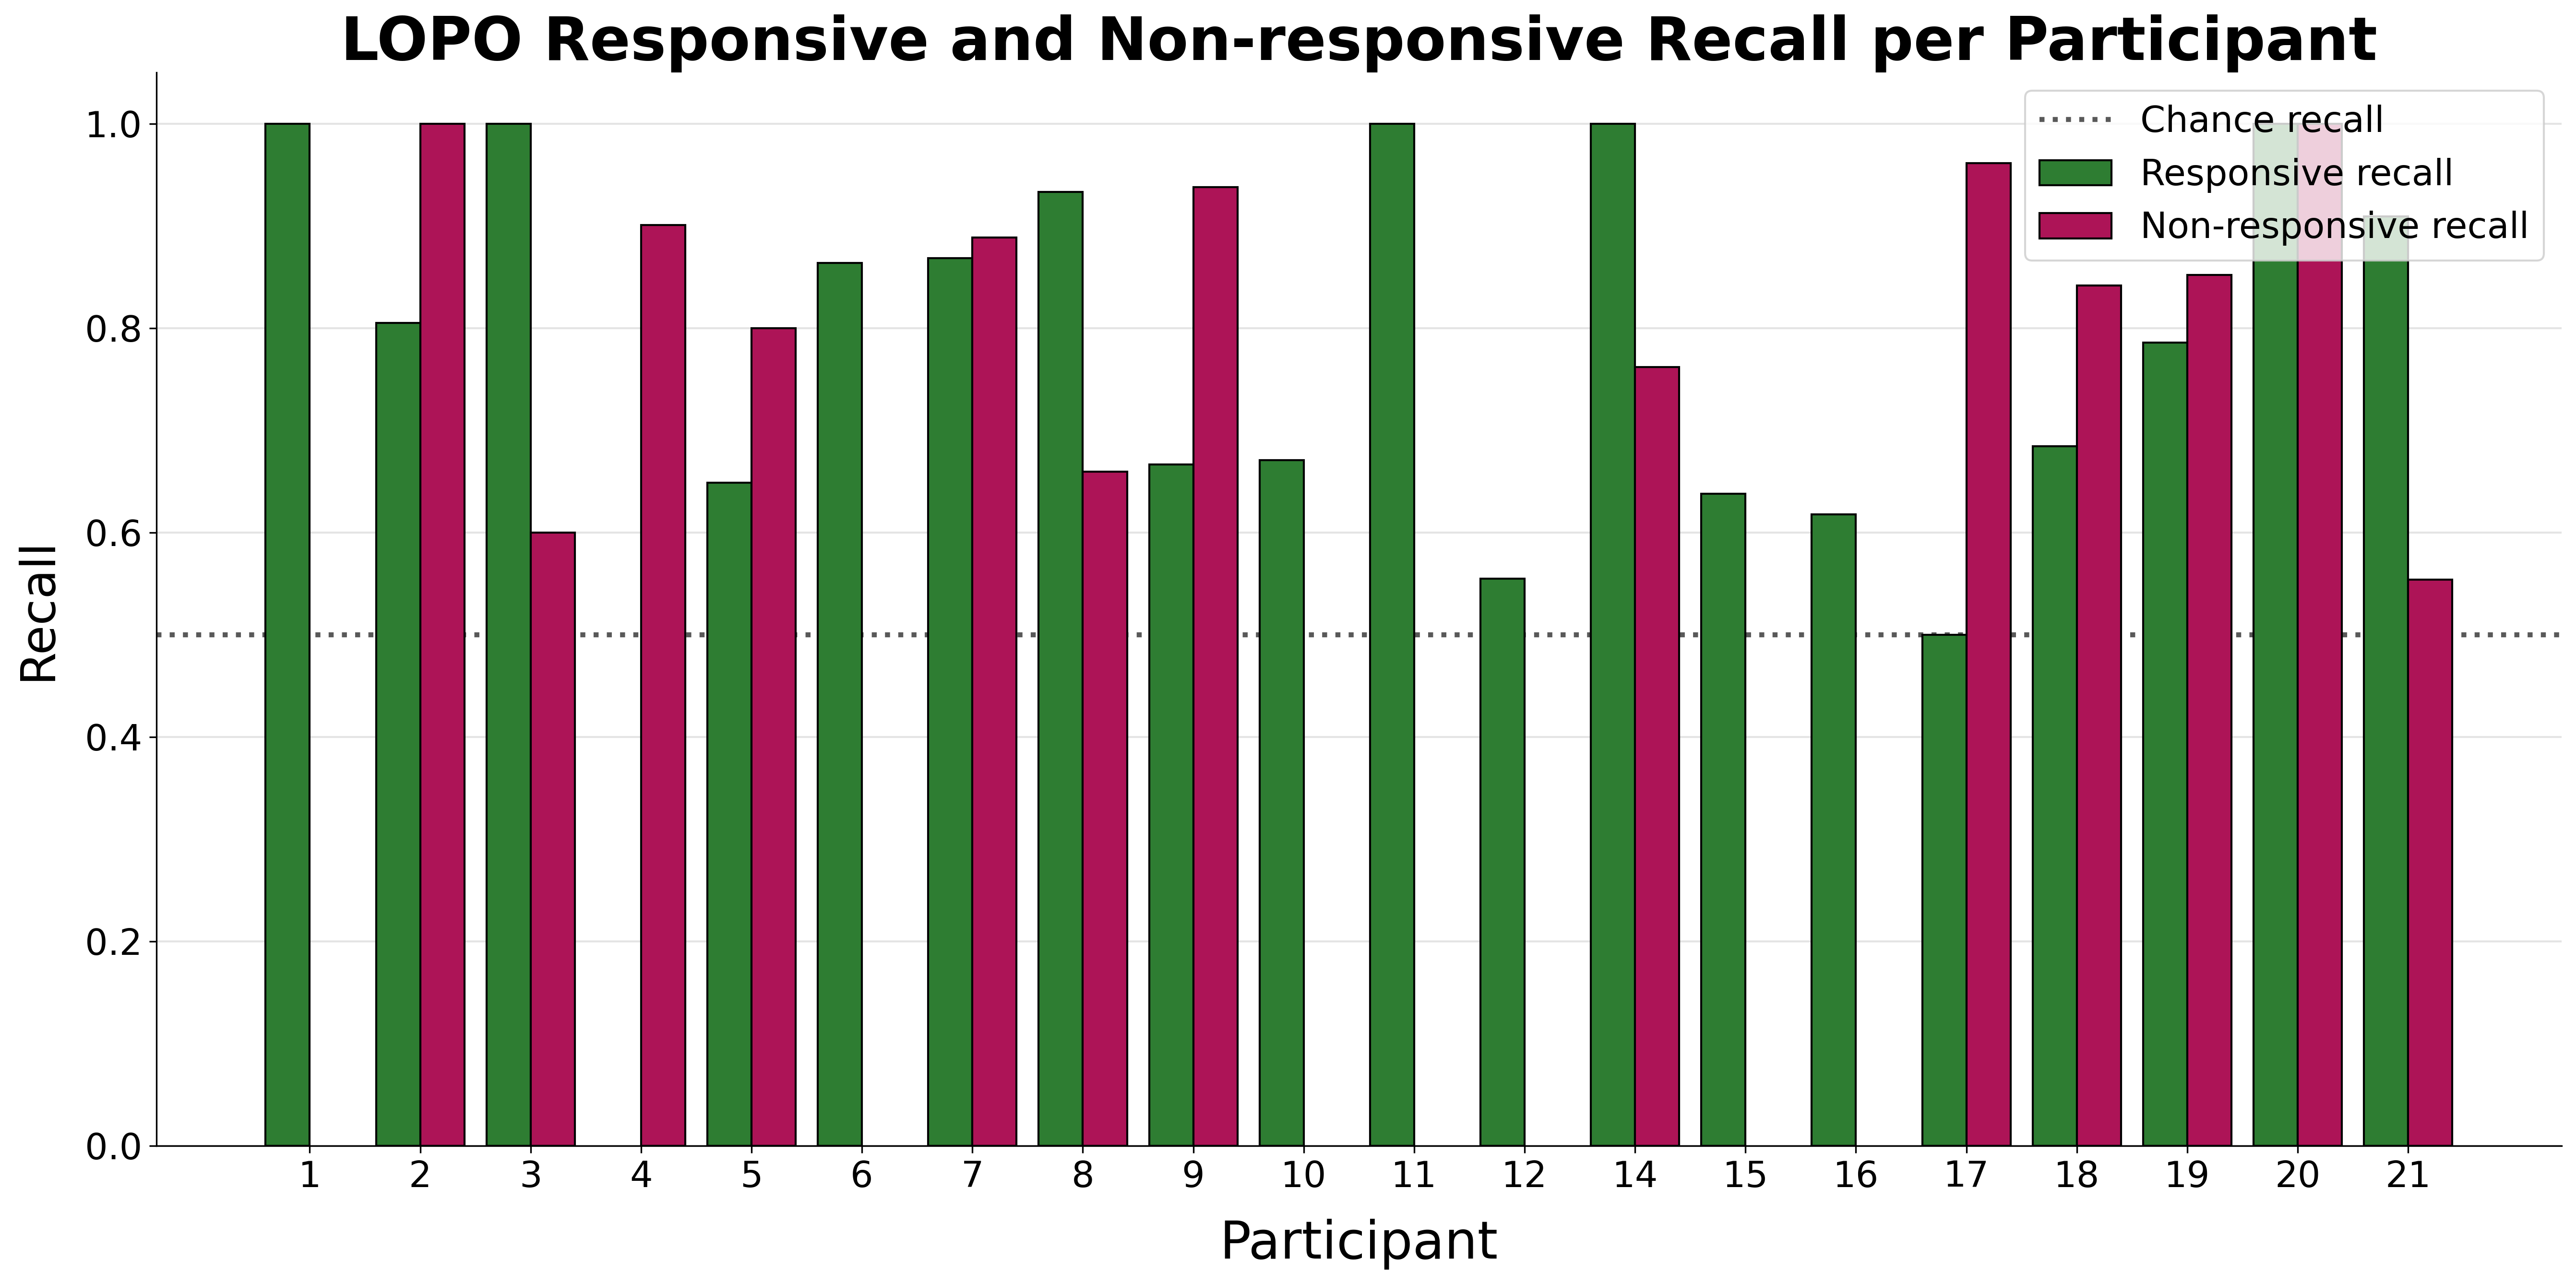 LOPO Responsive and Non-responsive Recall per Participant
Chance recall
Responsive recall
Non-responsive recall
1.0
0.8
0.6
0.4
0.2
0.0
Recall
1 2 3 4 5 6 7 8 9 10 11 12 14 15 16 17 18 19 20 21
Participant